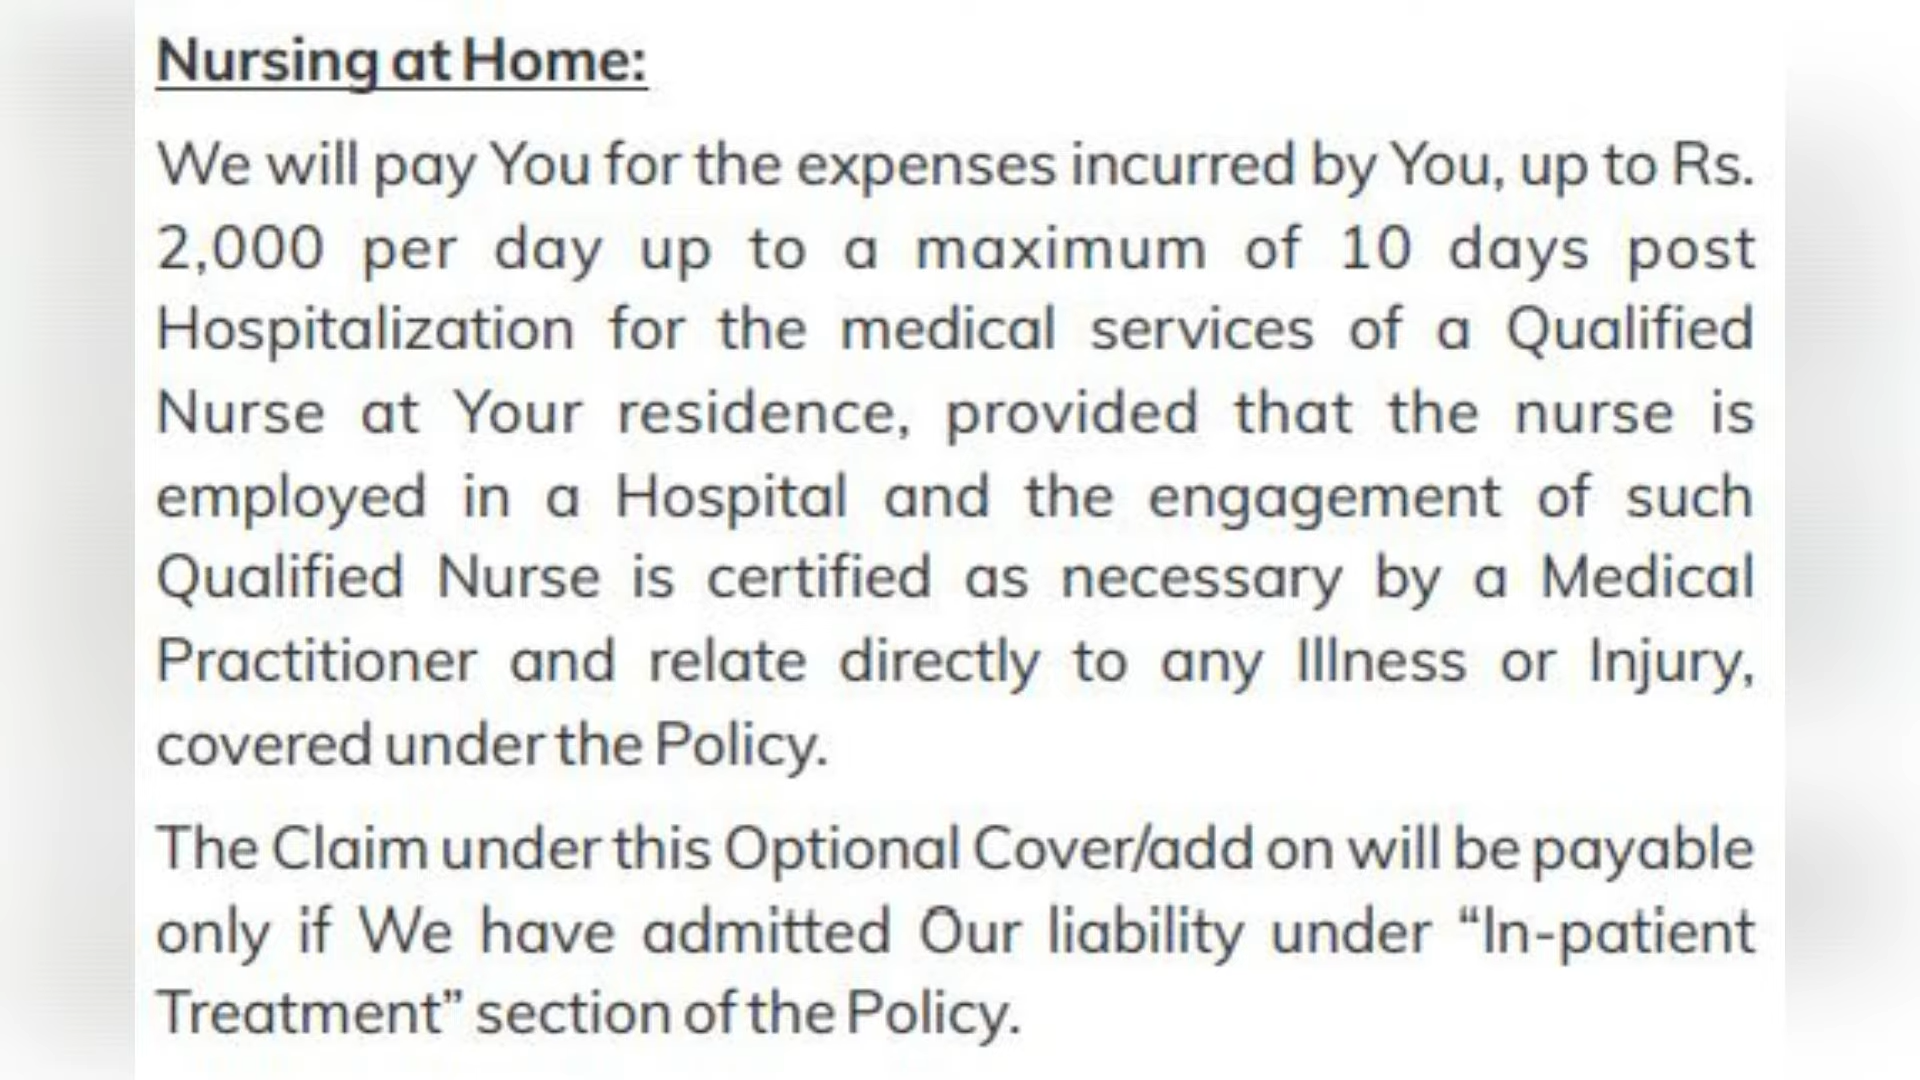 Nursing at Home:
We will pay You for the expenses incurred by You, up to Rs.
2,000 per day up to a maximum of 10 days post
Hospitalization for the medical services of a Qualified
Nurse at Your residence, provided that the nurse is
employed in a Hospital and the engagement of such
Qualified Nurse is certified as necessary by a Medical
Practitioner and relate directly to any Illness or Injury,
covered under the Policy.
The Claim under this Optional Cover/add on will be payable
only if We have admitted Our liability under “In-patient
Treatment” section of the Policy.